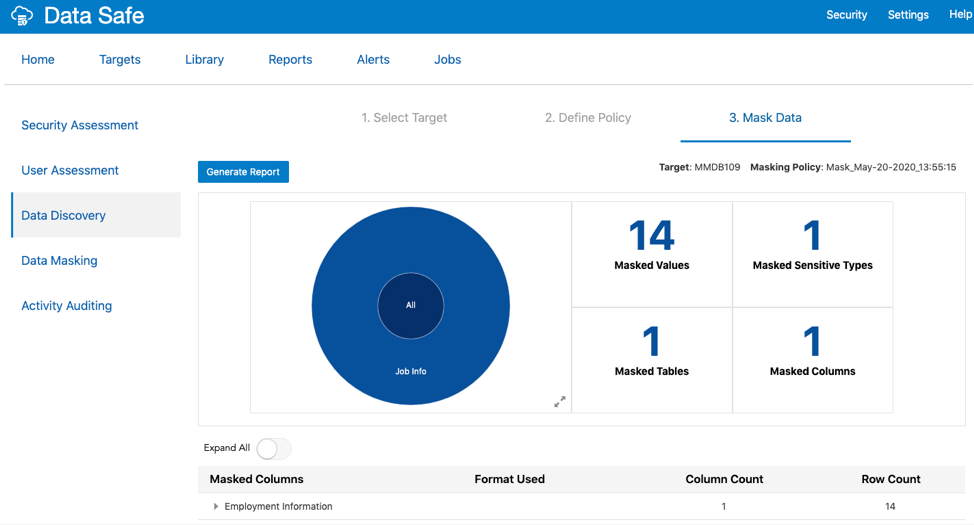 Data Safe
Security Settings Help
Home Targets Library Reports Alerts Jobs
Security Assessment
User Assessment
Data Discovery
Data Masking
Activity Auditing
1. Select Target 2. Define Policy 3. Mask Data
Generate Report
Target: MMDB109 Masking Policy: Mask_May-20-2020_13:55:15
All
Job Info
14
Masked Values
1
Masked Sensitive Types
1
Masked Tables
1
Masked Columns
Expand All
Masked Columns Format Used Column Count Row Count
Employment Information 1 14